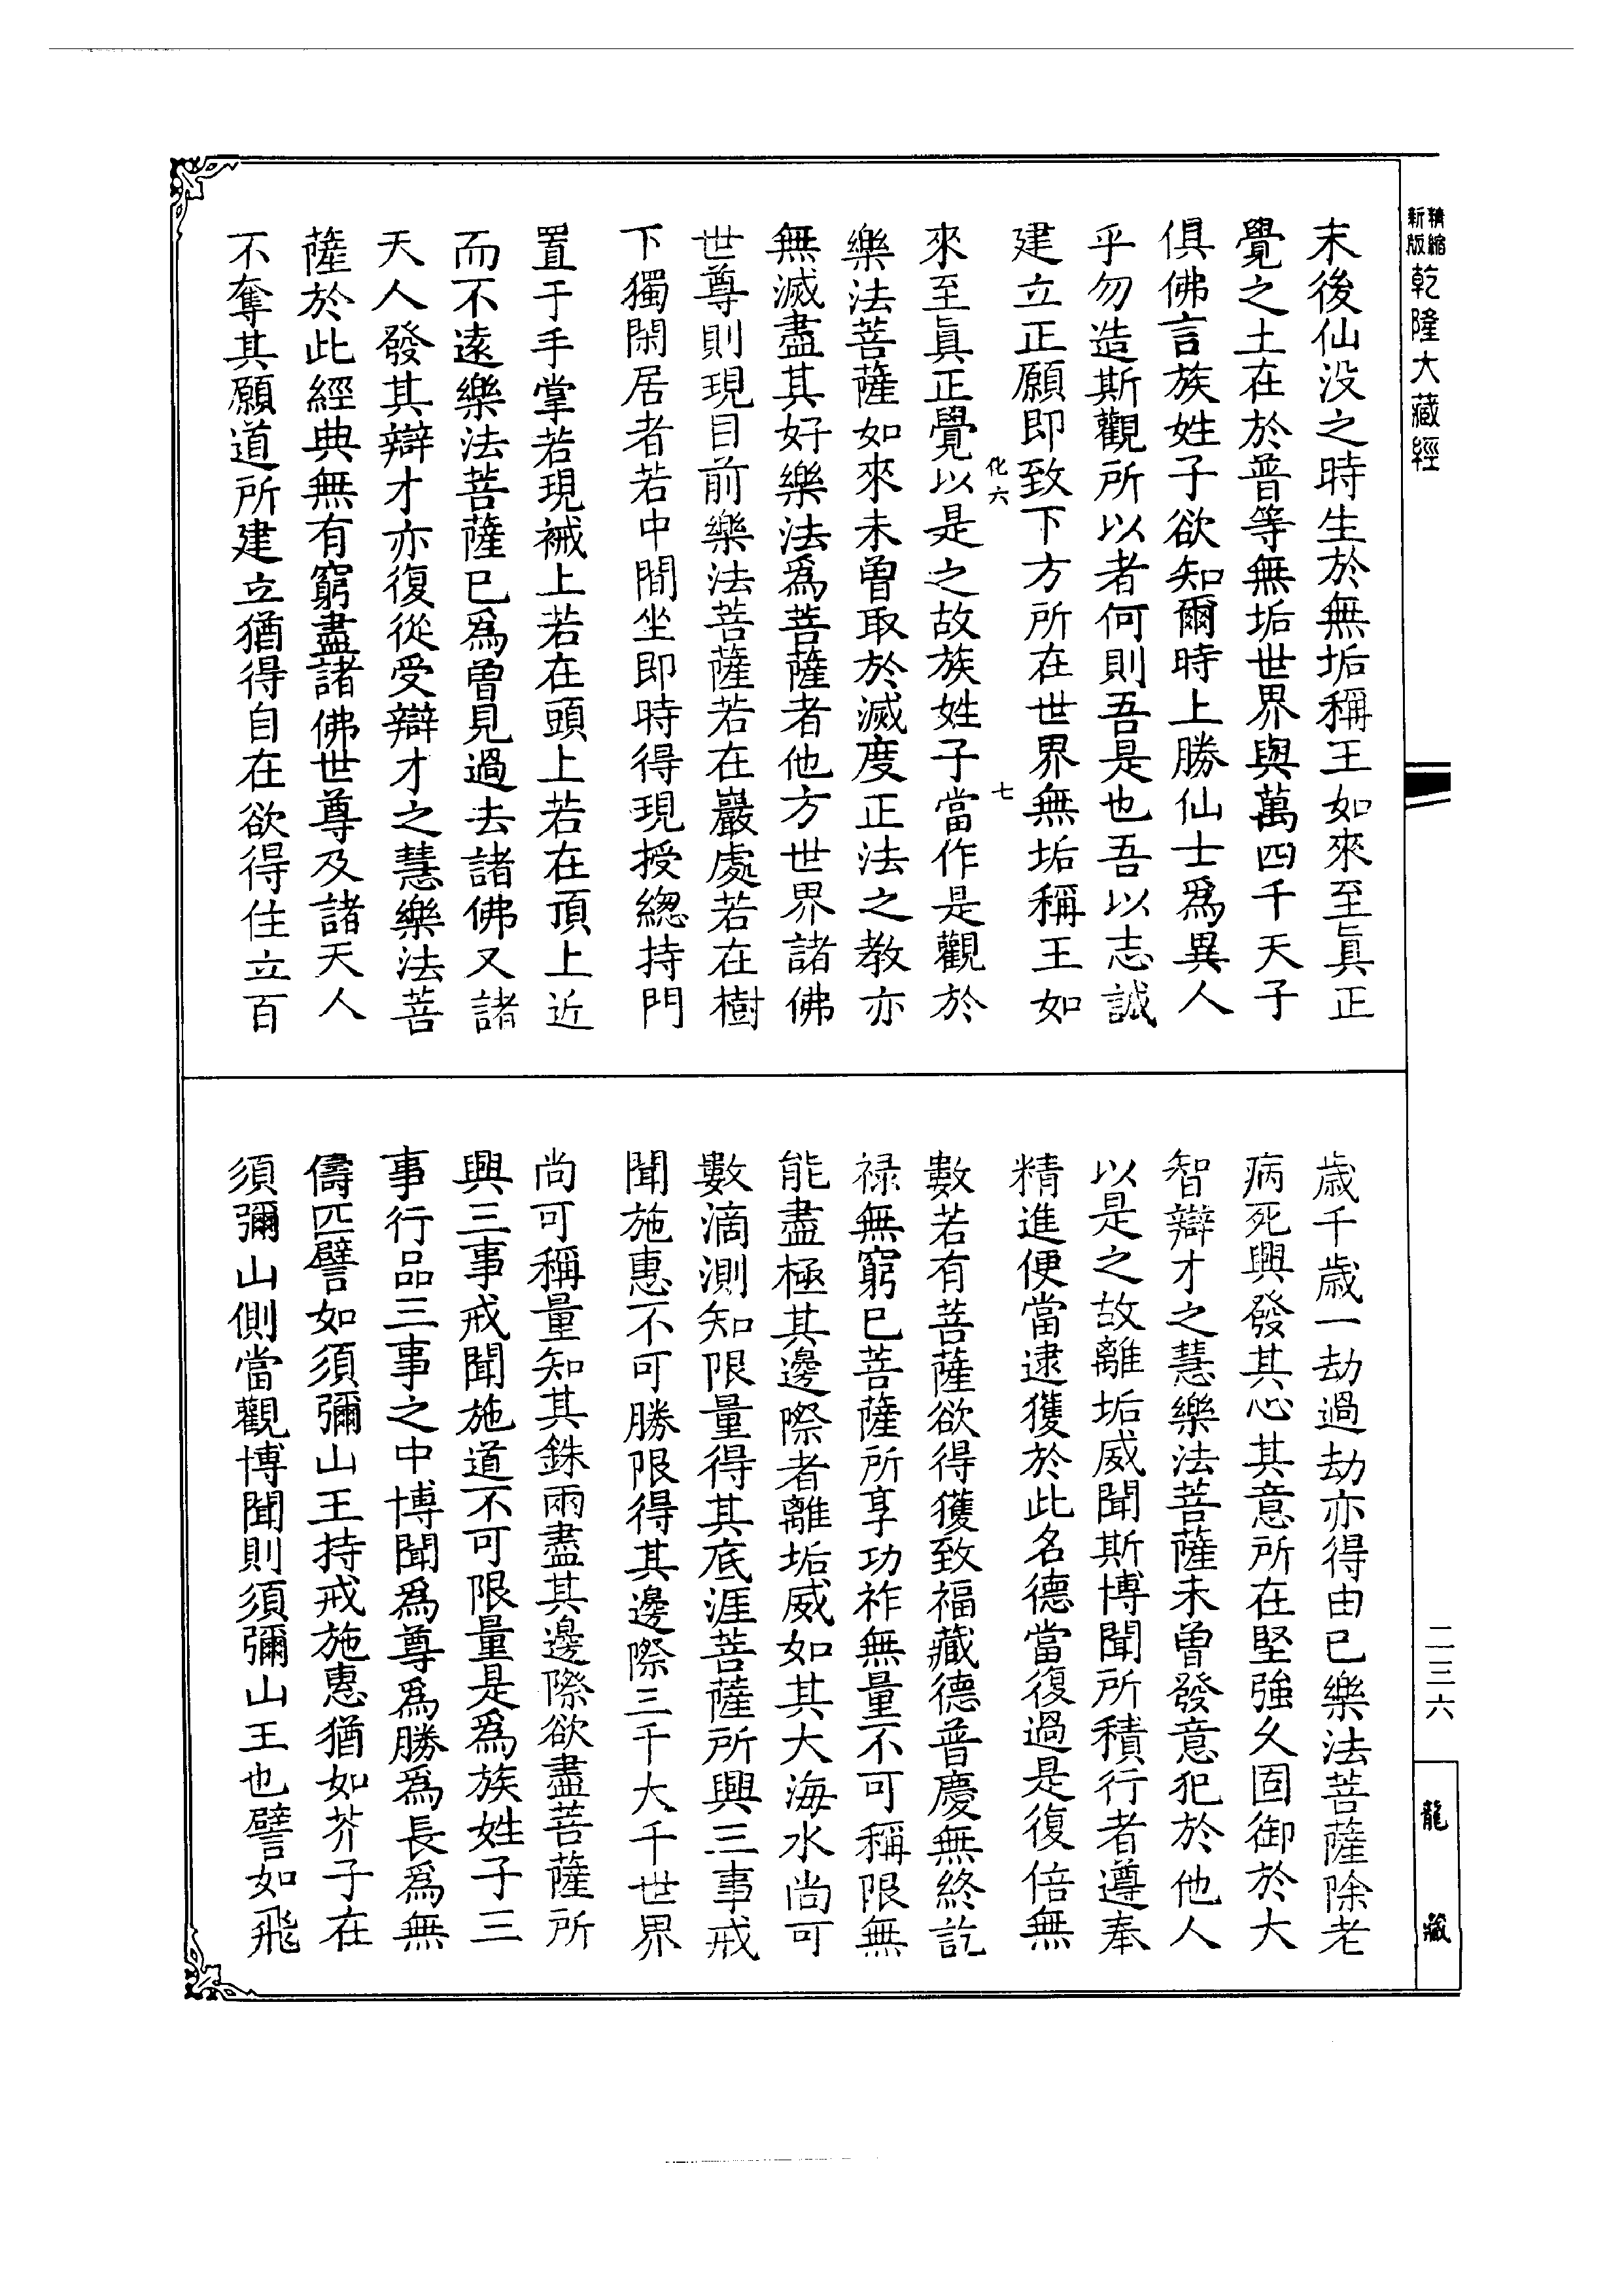 精縮新版乾隆大藏經
末後仙没之時生於無垢稱王如來至眞正
覺之土在於普等無垢世界與萬四千天子
俱佛言族姓子欲知爾時上勝仙士爲異人
乎勿造斯觀所以者何則吾是也吾以志誠
建立正願即致下方所在世界無垢稱王如
化六 七
來至眞正覺以是之故族姓子當作是觀於
樂法菩薩如來未曾取於滅度正法之教亦
無滅盡其好樂法爲菩薩者他方世界諸佛
世尊則現目前樂法菩薩若在巖處若在樹
下獨閑居者若中間坐即時得現授總持門
置于手掌若現裓上若在頭上若在頂上近
而不遠樂法菩薩已爲曾見過去諸佛又諸
天人發其辯才亦復從受辯才之慧樂法菩
薩於此經典無有窮盡諸佛世尊及諸天人
不奪其願道所建立猶得自在欲得住立百
歳千歳一劫過劫亦得由已樂法菩薩除老
病死興發其心其意所在堅強久固御於大
智辯才之慧樂法菩薩未曾發意犯於他人
以是之故離垢威聞斯博聞所積行者遵奉
精進便當逮獲於此名德當復過是復倍無
數若有菩薩欲得獲致福藏德普慶無終訖
禄無窮已菩薩所享功祚無量不可稱限無
能盡極其邊際者離垢威如其大海水尚可
數滴測知限量得其底涯菩薩所興三事戒
聞施惠不可勝限得其邊際三千大千世界
尚可稱量知其銖兩盡其邊際欲盡菩薩所
興三事戒聞施道不可限量是爲族姓子三
事行品三事之中博聞爲尊爲勝爲長爲無
儔匹譬如須彌山王持戒施惠猶如芥子在
須彌山側當觀博聞則須彌山王也譬如飛
二三六
龍藏